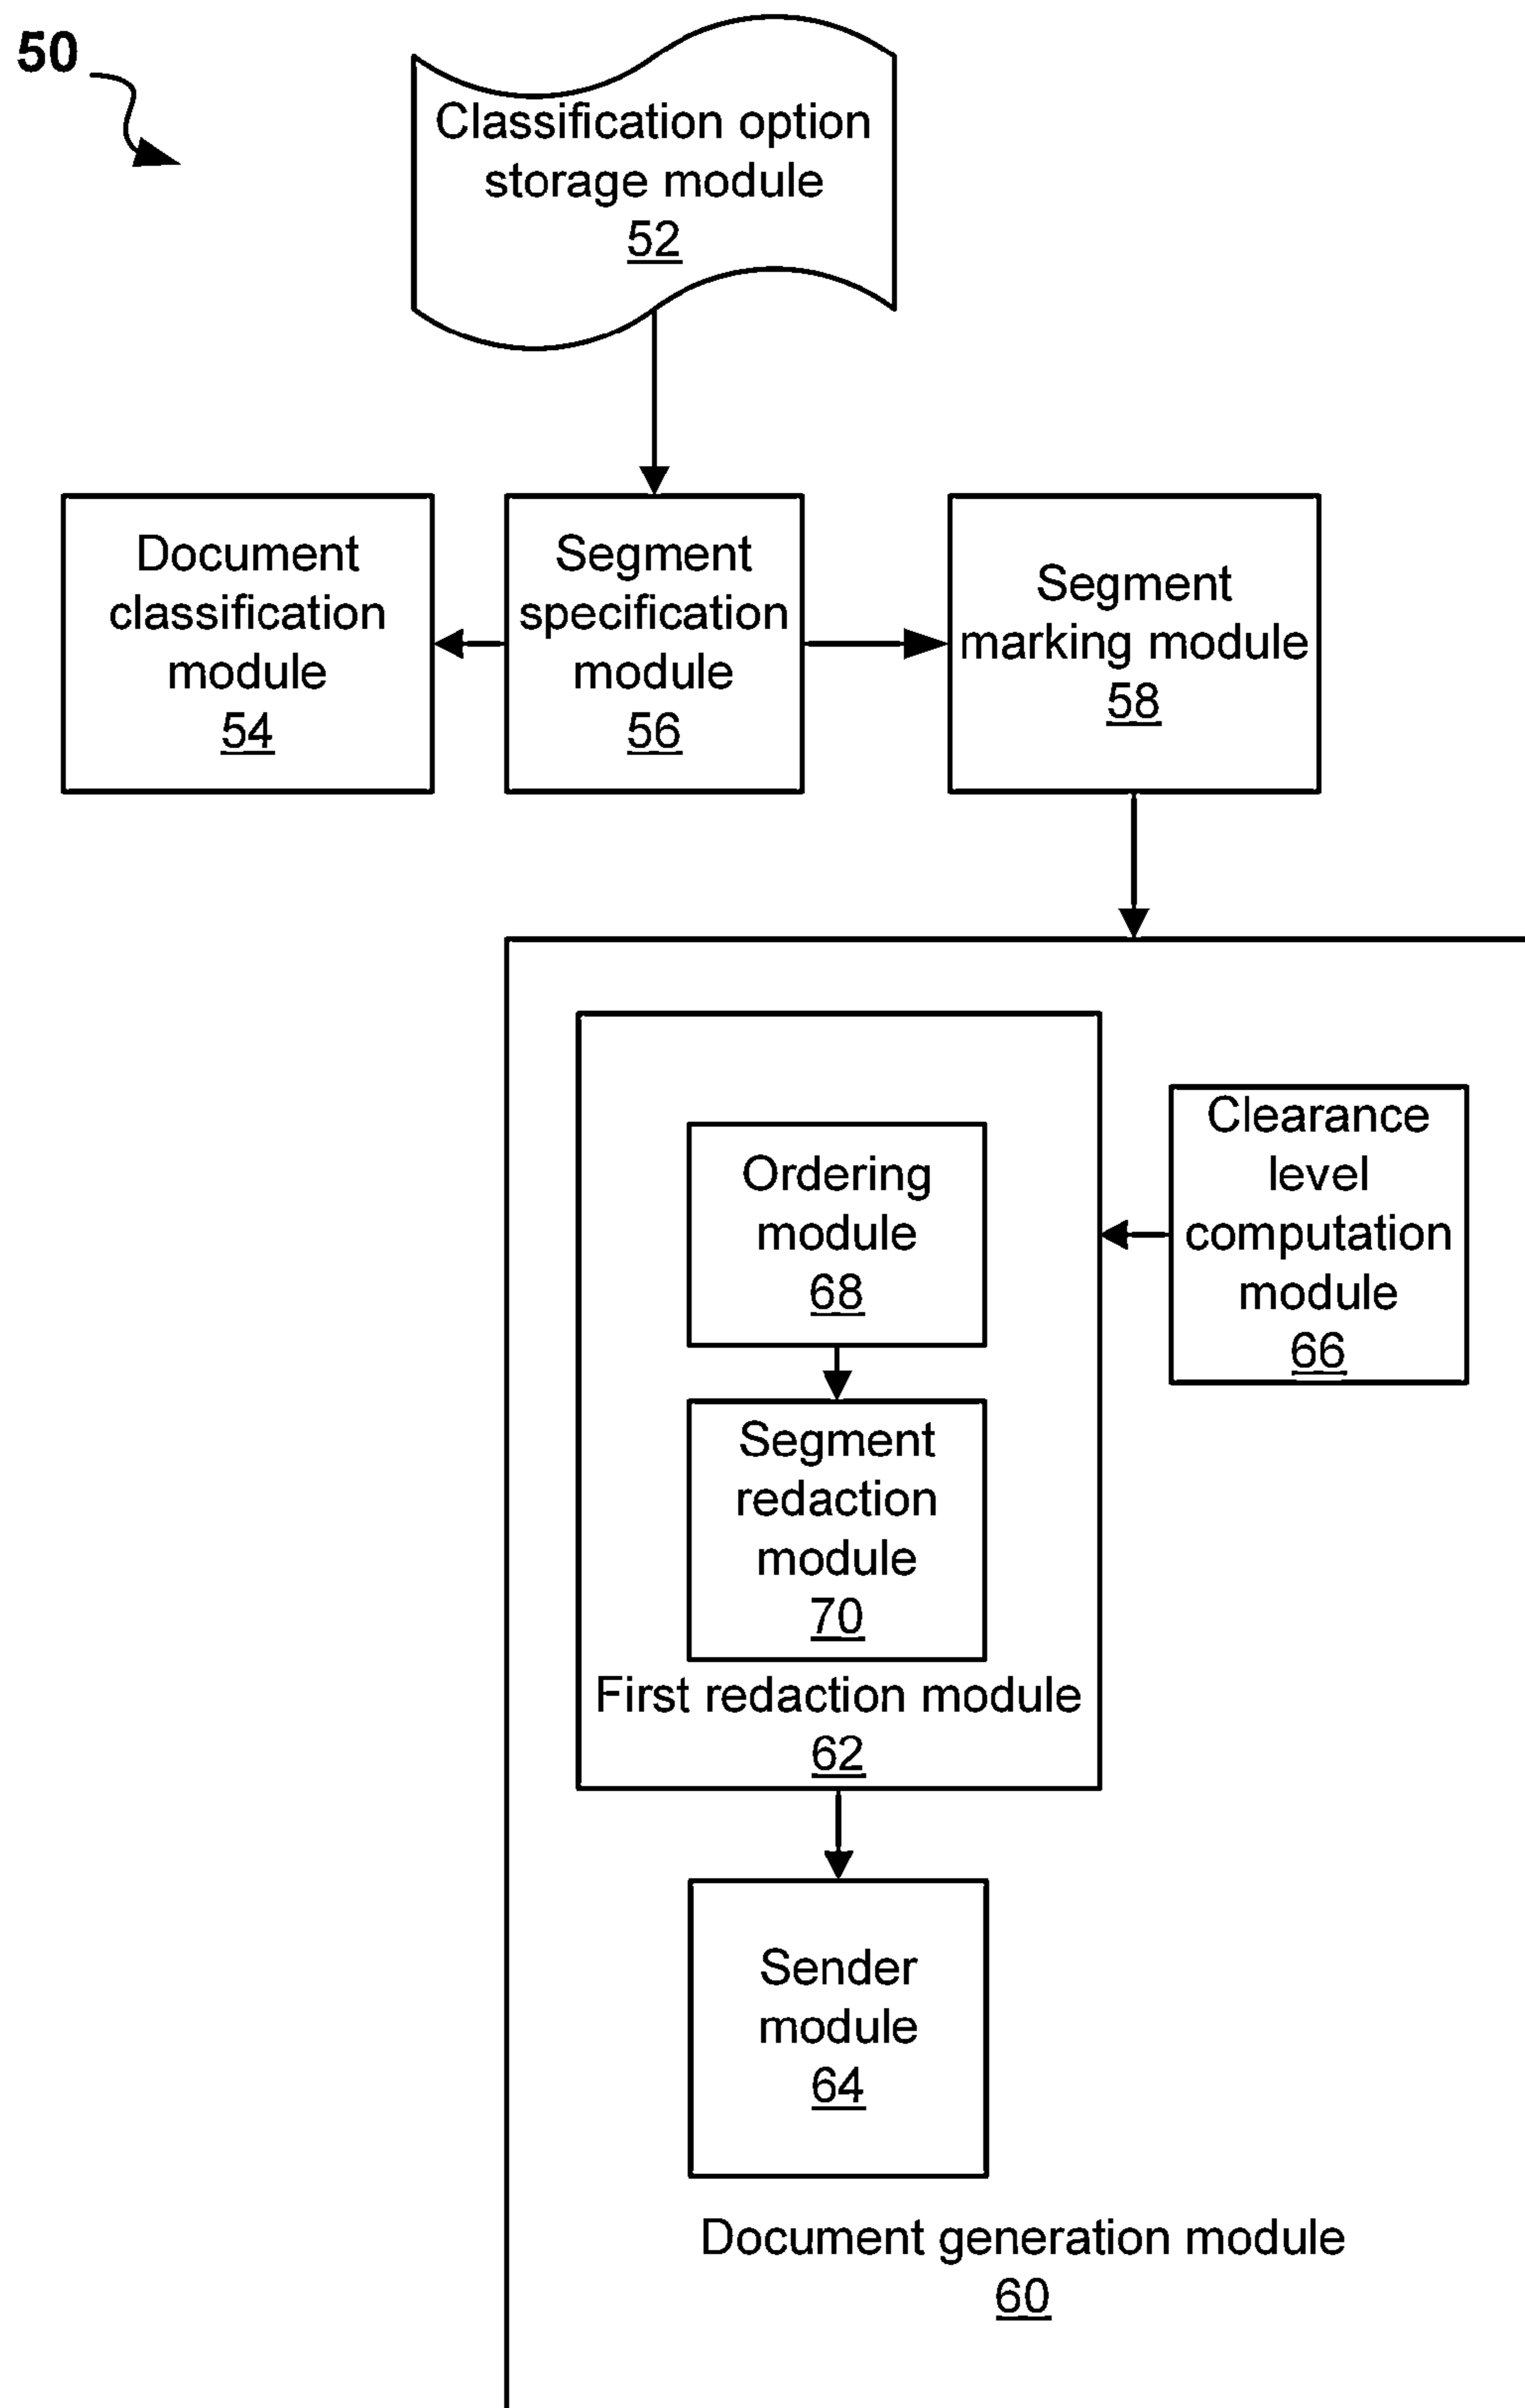 50
Classification option
storage module
52
Document
classification
module
54
Segment
specification
module
56
Segment
marking module
58
Ordering
module
68
Clearance
level
computation
module
66
Segment
redaction
module
70
First redaction module
62
Sender
module
64
Document generation module
60